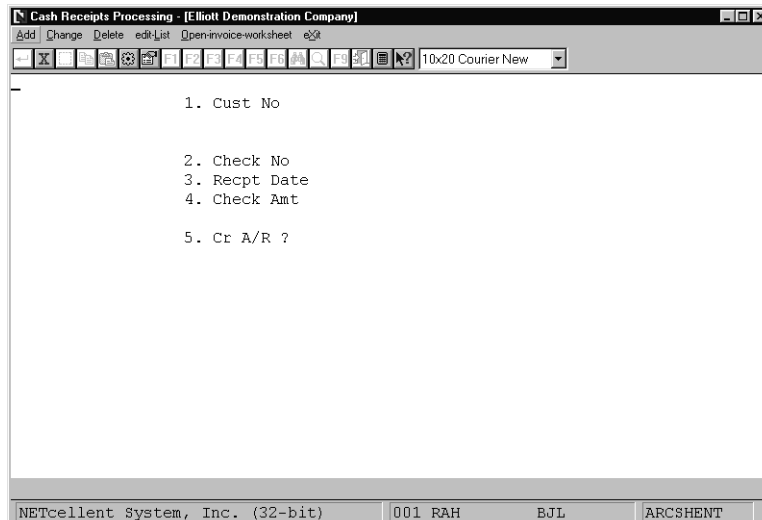 Cash Receipts Processing - [Elliott Demonstration Company]
Add Change Delete edit-List Open-invoice-worksheet eXit
X F1 F2 F3 F4 F5 F6 F9 10x20 Courier New
1. Cust No
2. Check No
3. Recpt Date
4. Check Amt
5. Cr A/R ?
NETcellent System, Inc. (32-bit) 001 RAH BJL ARCSHENT